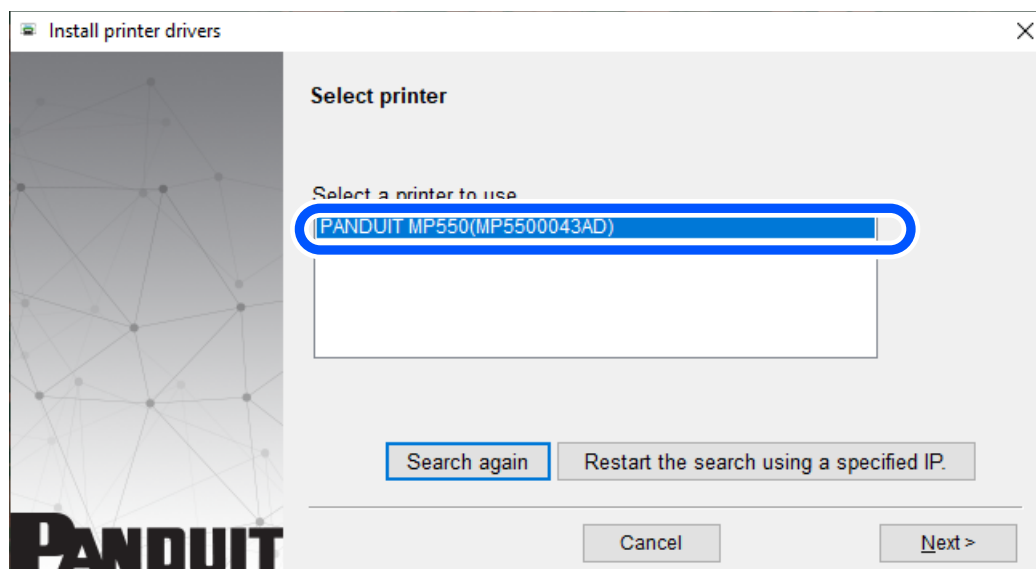 Install printer drivers
Select printer
Select a printer to use
PANDUIT MP550(MP5500043AD)
Search again
Restart the search using a specified IP.
PANDUIT
Cancel
Next >